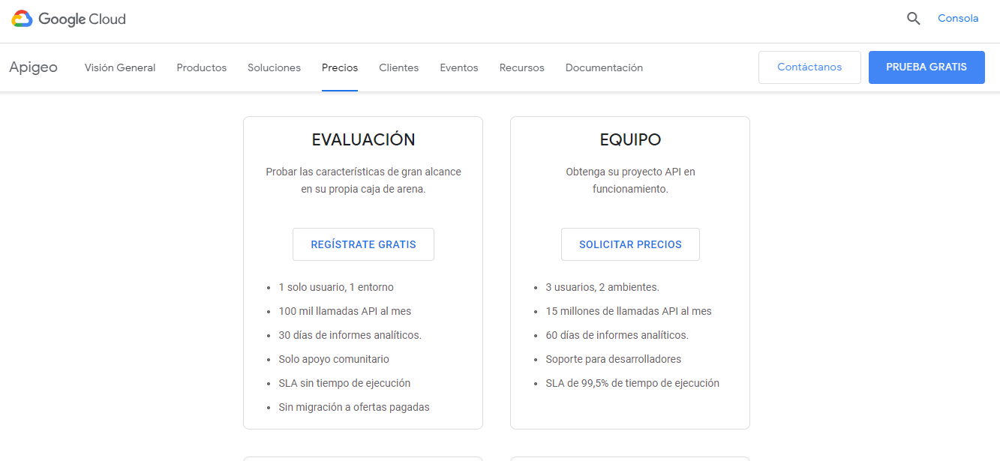 Google Cloud
Consola
Apigeo
Visión General
Productos
Soluciones
Precios
Clientes
Eventos
Recursos
Documentación
Contáctanos
PRUEBA GRATIS
EVALUACIÓN
Probar las características de gran alcance
en su propia caja de arena.
REGÍSTRATE GRATIS
• 1 solo usuario, 1 entorno
• 100 mil llamadas API al mes
• 30 días de informes analíticos.
• Solo apoyo comunitario
• SLA sin tiempo de ejecución
• Sin migración a ofertas pagadas
EQUIPO
Obtenga su proyecto API en
funcionamiento.
SOLICITAR PRECIOS
• 3 usuarios, 2 ambientes.
• 15 millones de llamadas API al mes
• 60 días de informes analíticos.
• Soporte para desarrolladores
• SLA de 99,5% de tiempo de ejecución